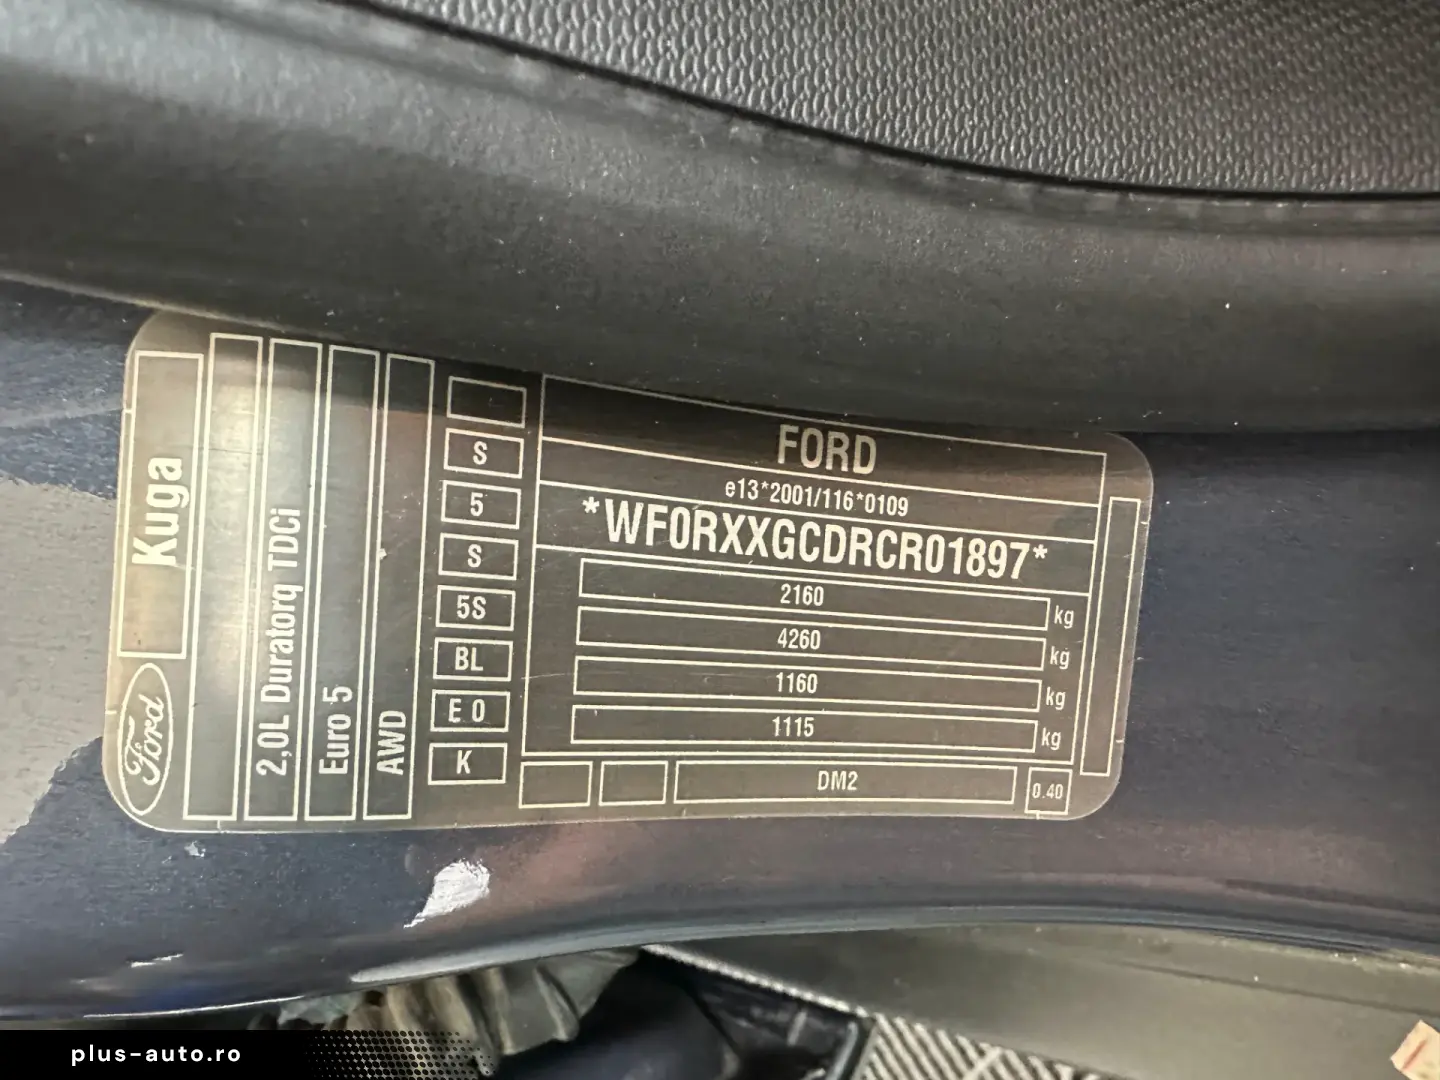 Ford
Kuga
2,0L Duratorq TDCi
Euro 5
AWD
S
5
S
5S
BL
E 0
K
FORD
e13*2001/116*0109
*WF0RXXGCDRCR01897*
2160 kg
4260 kg
1160 kg
1115 kg
DM2
0.40
plus-auto.ro